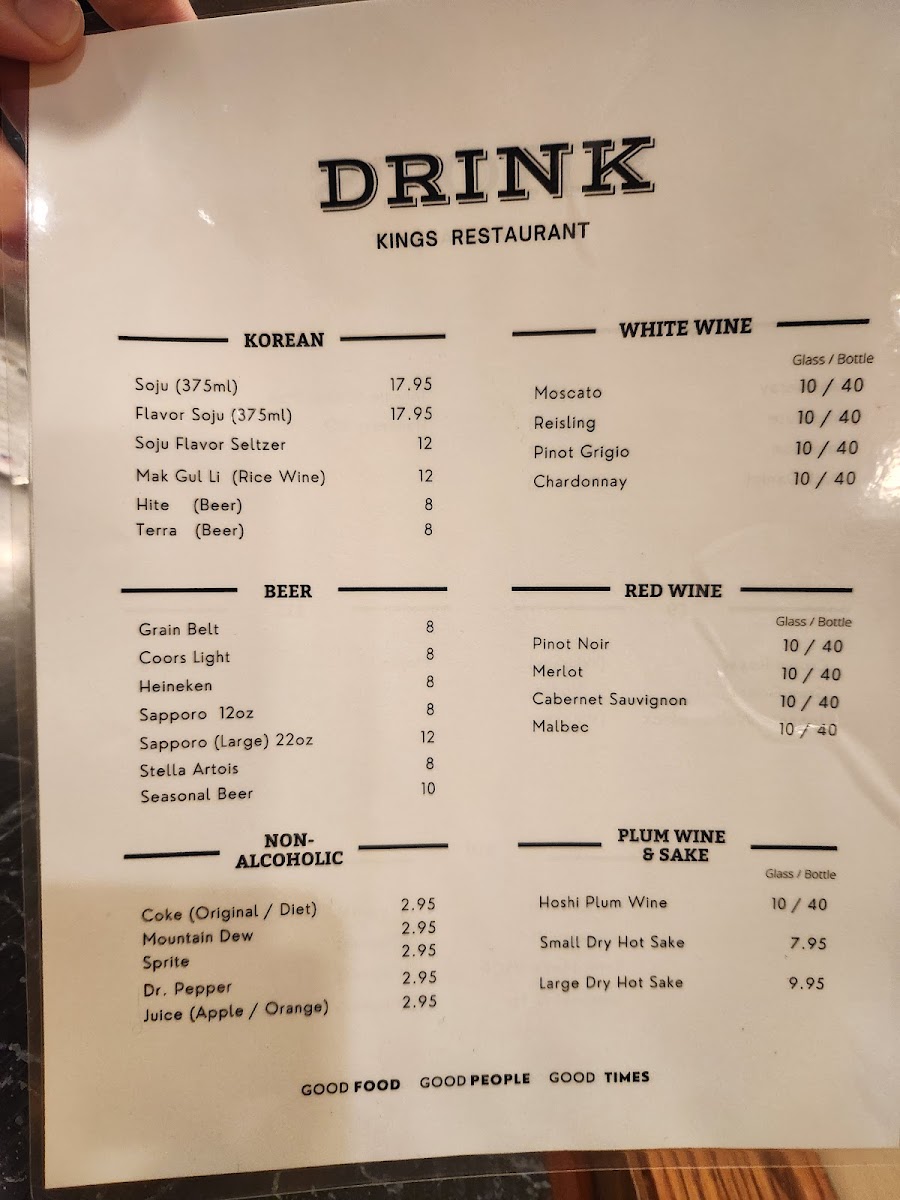 DRINK
KINGS RESTAURANT
KOREAN
Soju (375ml) 17.95
Flavor Soju (375ml) 17.95
Soju Flavor Seltzer 12
Mak Gul Li (Rice Wine) 12
Hite (Beer) 8
Terra (Beer) 8
BEER
Grain Belt 8
Coors Light 8
Heineken 8
Sapporo 12oz 8
Sapporo (Large) 22oz 12
Stella Artois 8
Seasonal Beer 10
NON-
ALCOHOLIC
Coke (Original / Diet) 2.95
Mountain Dew 2.95
Sprite 2.95
Dr. Pepper 2.95
Juice (Apple / Orange) 2.95
WHITE WINE
Glass / Bottle
Moscato 10 / 40
Reisling 10 / 40
Pinot Grigio 10 / 40
Chardonnay 10 / 40
RED WINE
Glass / Bottle
Pinot Noir 10 / 40
Merlot 10 / 40
Cabernet Sauvignon 10 / 40
Malbec 10 / 40
PLUM WINE
& SAKE
Glass / Bottle
Hoshi Plum Wine 10 / 40
Small Dry Hot Sake 7.95
Large Dry Hot Sake 9.95
GOOD FOOD GOOD PEOPLE GOOD TIMES